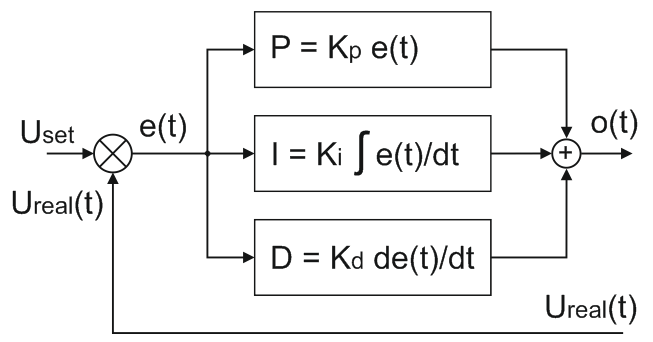 P = Kp e(t)
Uset
e(t)
I = Ki ∫ e(t)/dt
+
o(t)
Ureal(t)
D = Kd de(t)/dt
Ureal(t)